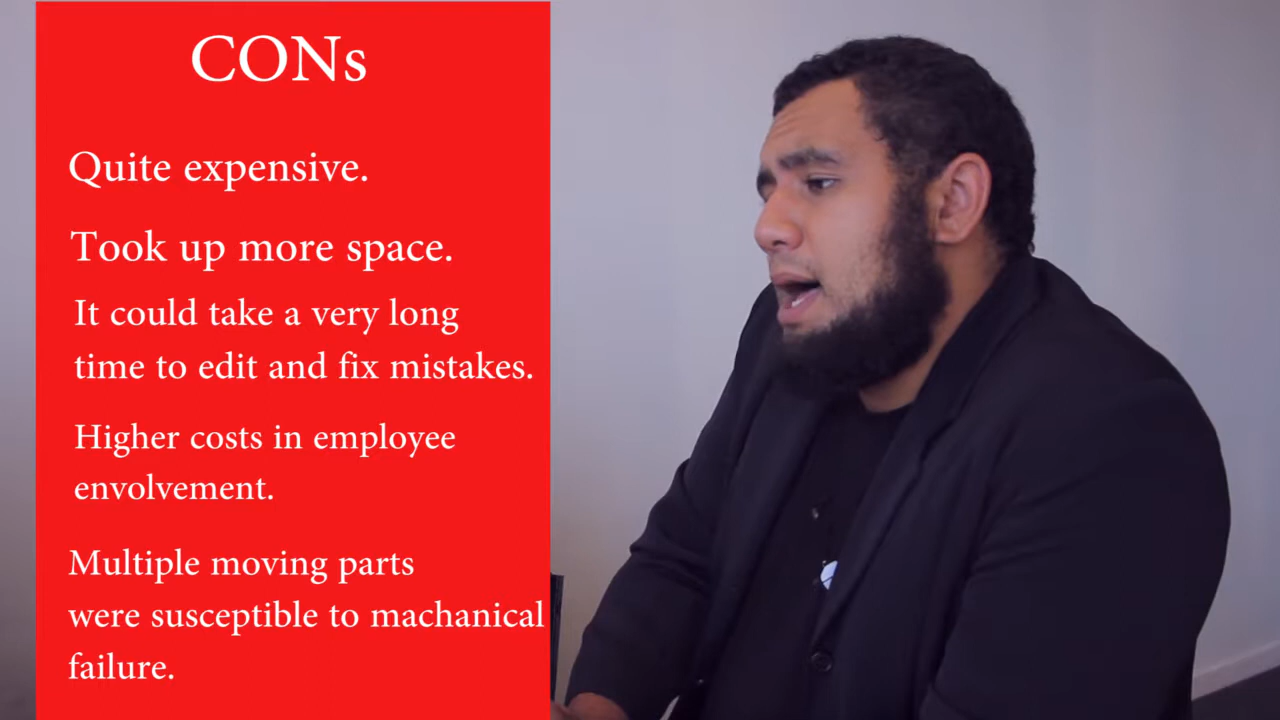 CONs
Quite expensive.
Took up more space.
It could take a very long
time to edit and fix mistakes.
Higher costs in employee
envolvement.
Multiple moving parts
were susceptible to machanical
failure.